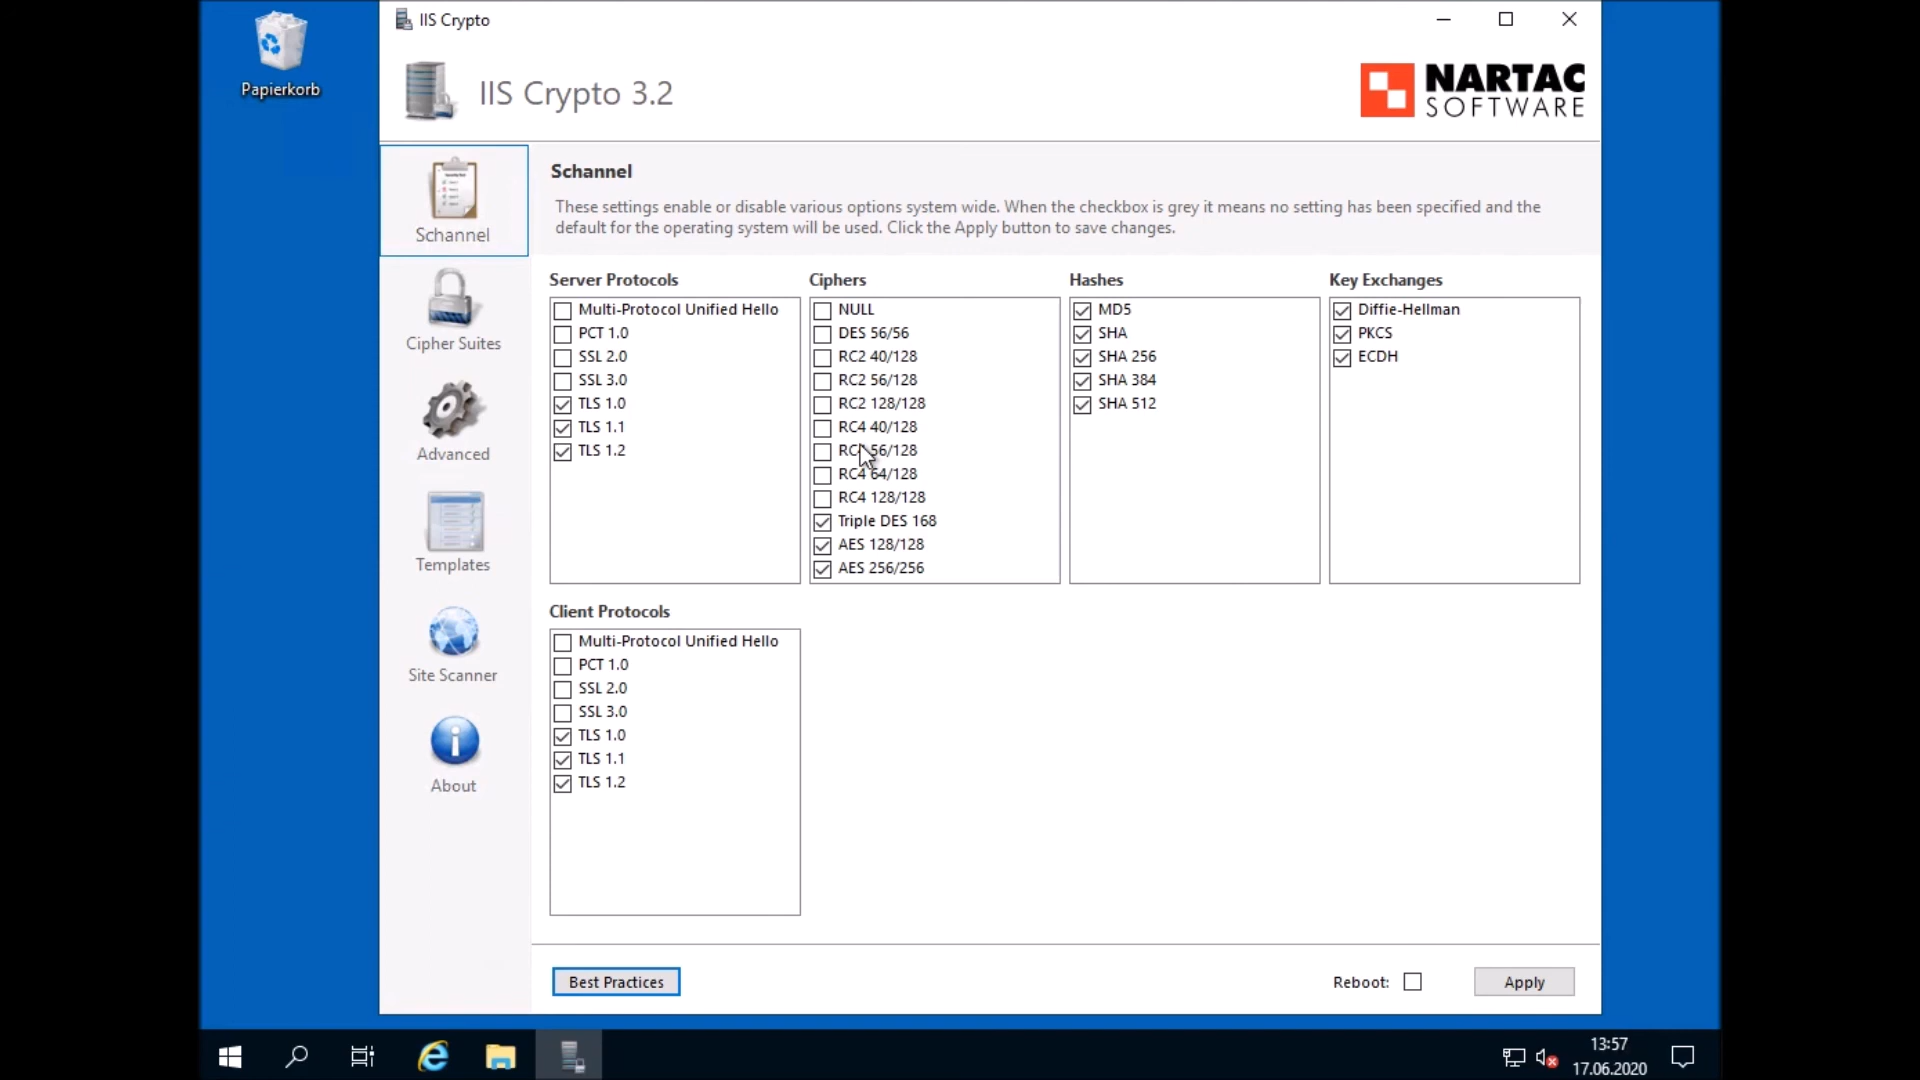 Papierkorb
IIS Crypto
IIS Crypto 3.2
NARTAC
SOFTWARE
Schannel
Cipher Suites
Advanced
Templates
Site Scanner
About
Schannel
These settings enable or disable various options system wide. When the checkbox is grey it means no setting has been specified and the
default for the operating system will be used. Click the Apply button to save changes.
Server Protocols
Multi-Protocol Unified Hello
PCT 1.0
SSL 2.0
SSL 3.0
TLS 1.0
TLS 1.1
TLS 1.2
Ciphers
NULL
DES 56/56
RC2 40/128
RC2 56/128
RC2 128/128
RC4 40/128
RC4 56/128
RC4 64/128
RC4 128/128
Triple DES 168
AES 128/128
AES 256/256
Hashes
MD5
SHA
SHA 256
SHA 384
SHA 512
Key Exchanges
Diffie-Hellman
PKCS
ECDH
Client Protocols
Multi-Protocol Unified Hello
PCT 1.0
SSL 2.0
SSL 3.0
TLS 1.0
TLS 1.1
TLS 1.2
Best Practices
Reboot:
Apply
13:57
17.06.2020